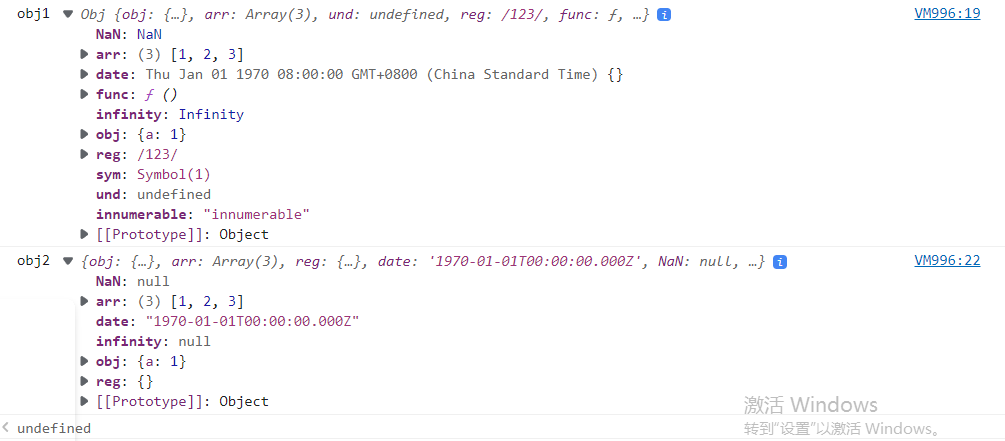 obj1 ▼ Obj {obj: {…}, arr: Array(3), und: undefined, reg: /123/, func: ƒ, …} i VM996:19
NaN: NaN
▶ arr: (3) [1, 2, 3]
▶ date: Thu Jan 01 1970 08:00:00 GMT+0800 (China Standard Time) {}
▶ func: ƒ ()
infinity: Infinity
▶ obj: {a: 1}
▶ reg: /123/
sym: Symbol(1)
und: undefined
innumerable: "innumerable"
▶ [[Prototype]]: Object
obj2 ▼ {obj: {…}, arr: Array(3), reg: {…}, date: '1970-01-01T00:00:00.000Z', NaN: null, …} i VM996:22
NaN: null
▶ arr: (3) [1, 2, 3]
date: "1970-01-01T00:00:00.000Z"
infinity: null
▶ obj: {a: 1}
▶ reg: {}
▶ [[Prototype]]: Object
激活 Windows
转到"设置"以激活 Windows。
< undefined